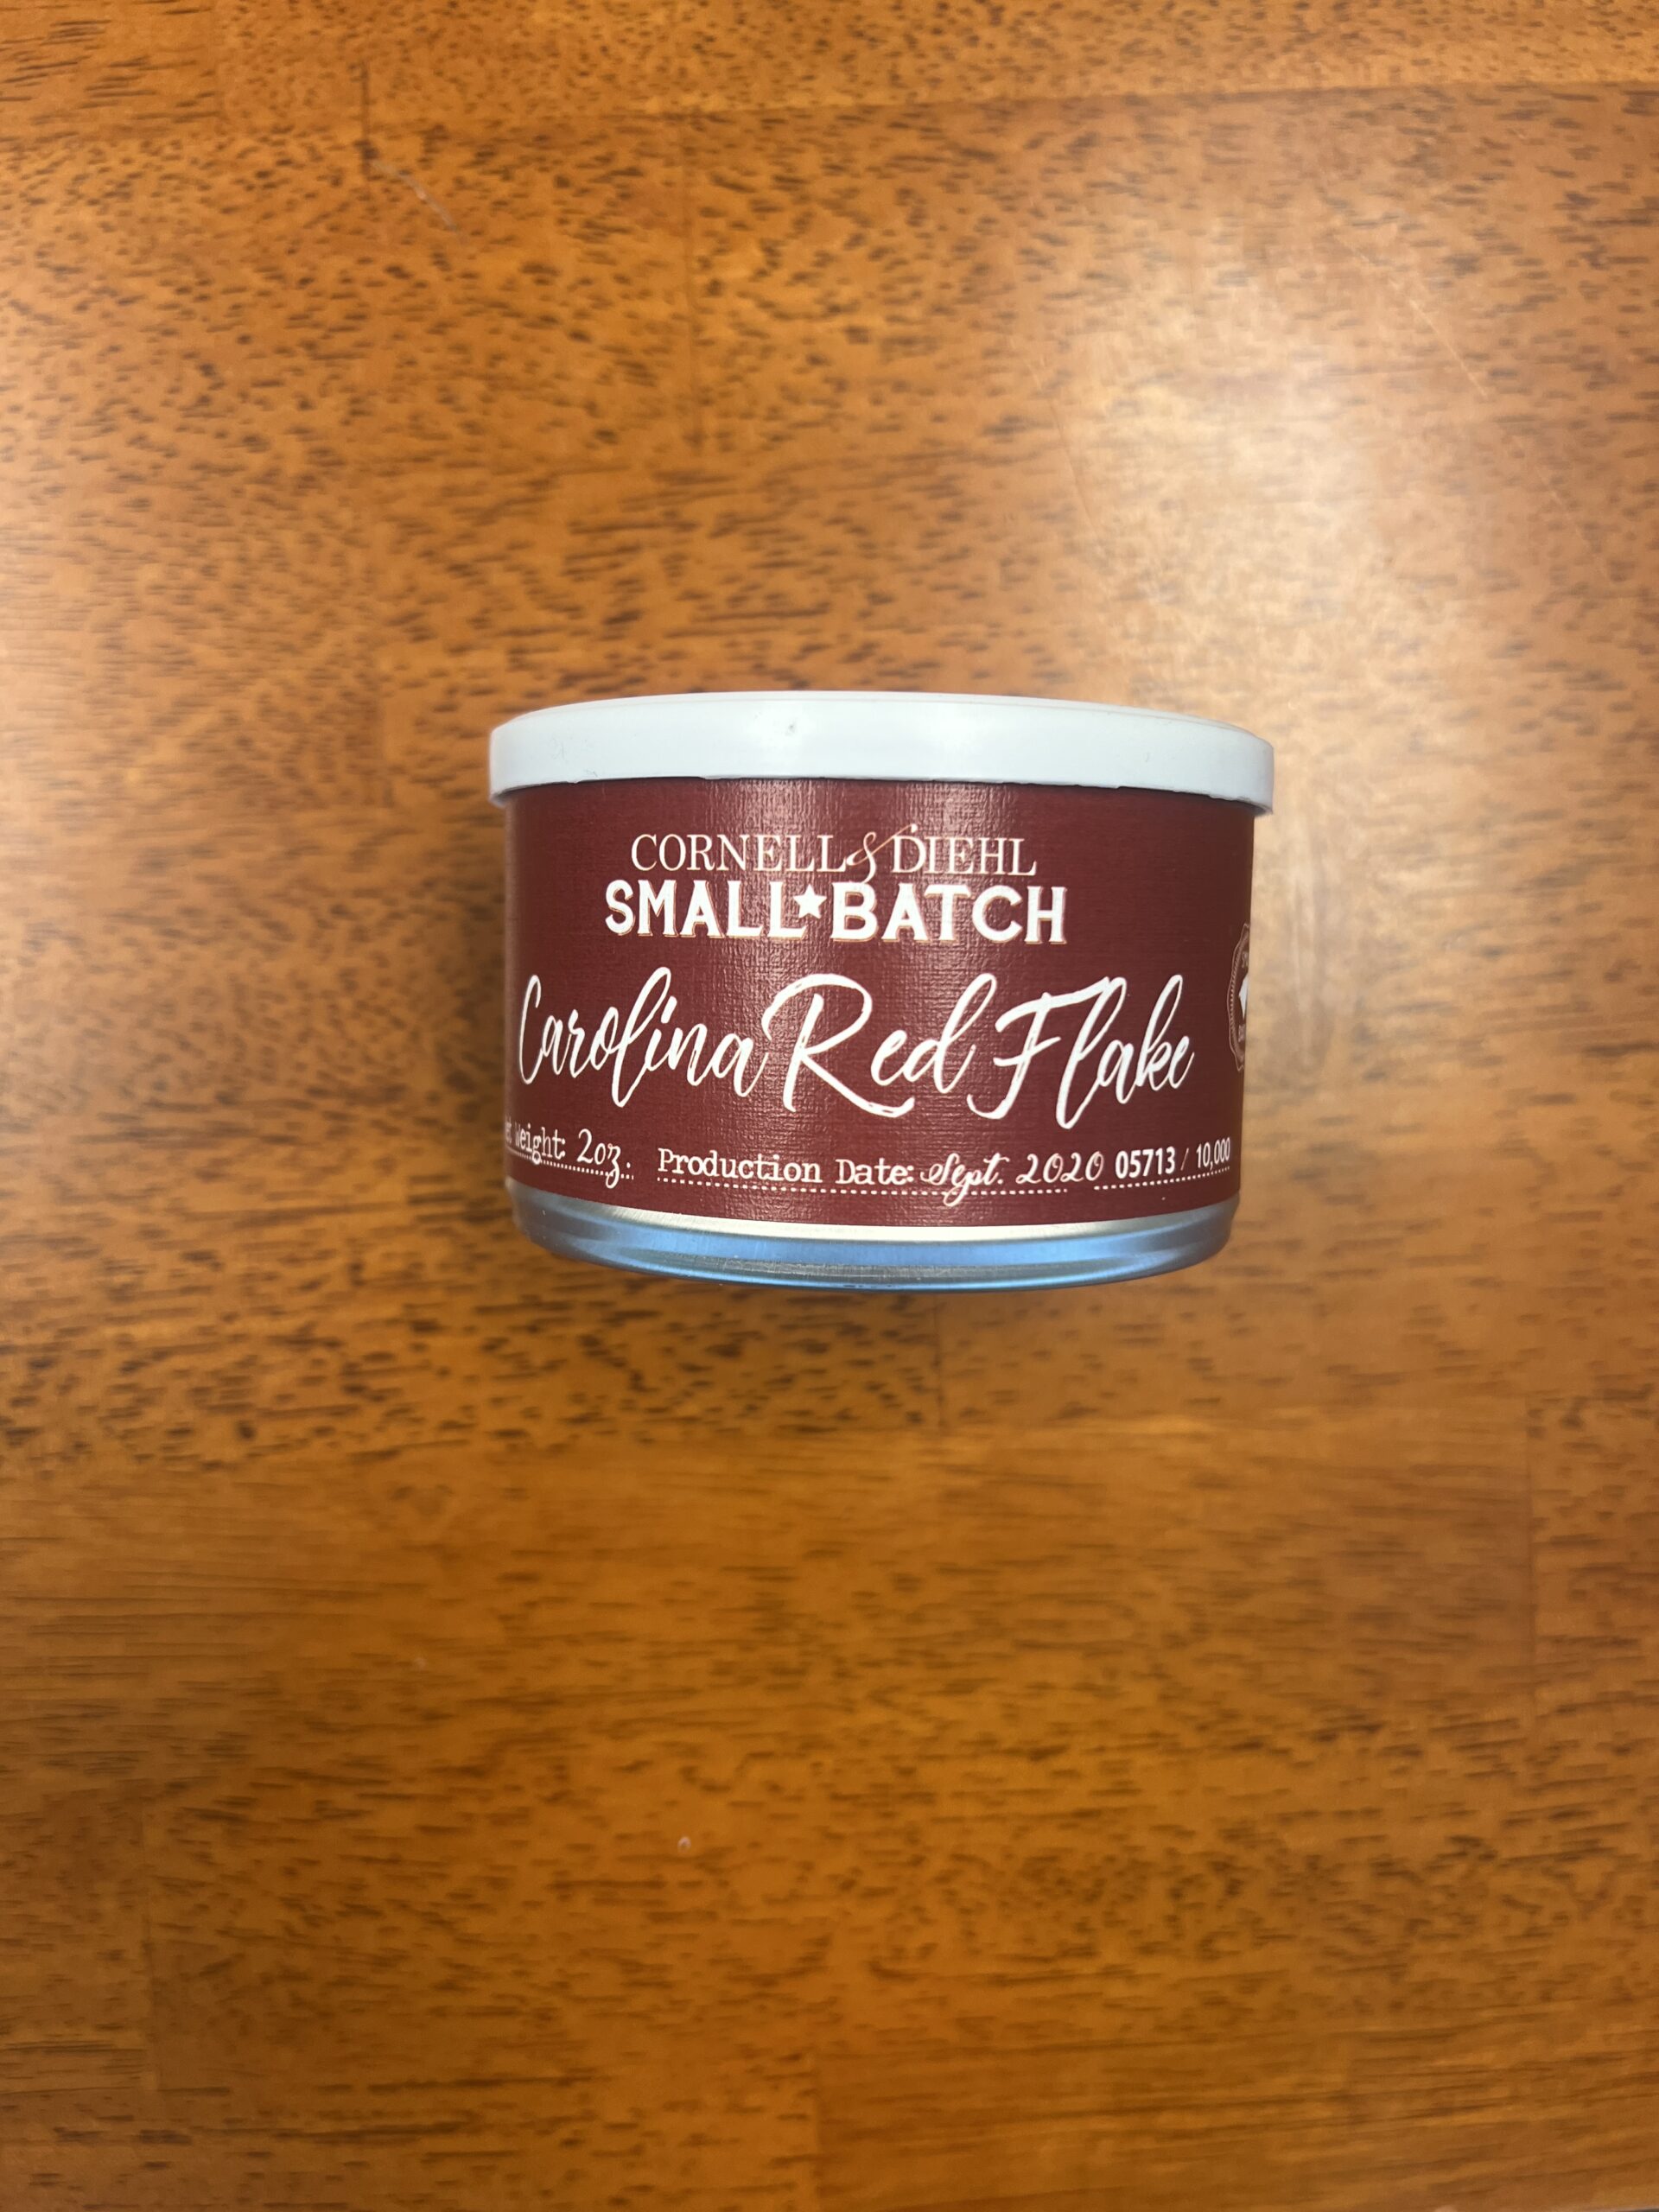 CORNELL & DIEHL
SMALL★BATCH
Carolina Red Flake
Weight: 2oz. Production Date: Sept. 2020 05713 / 10,000